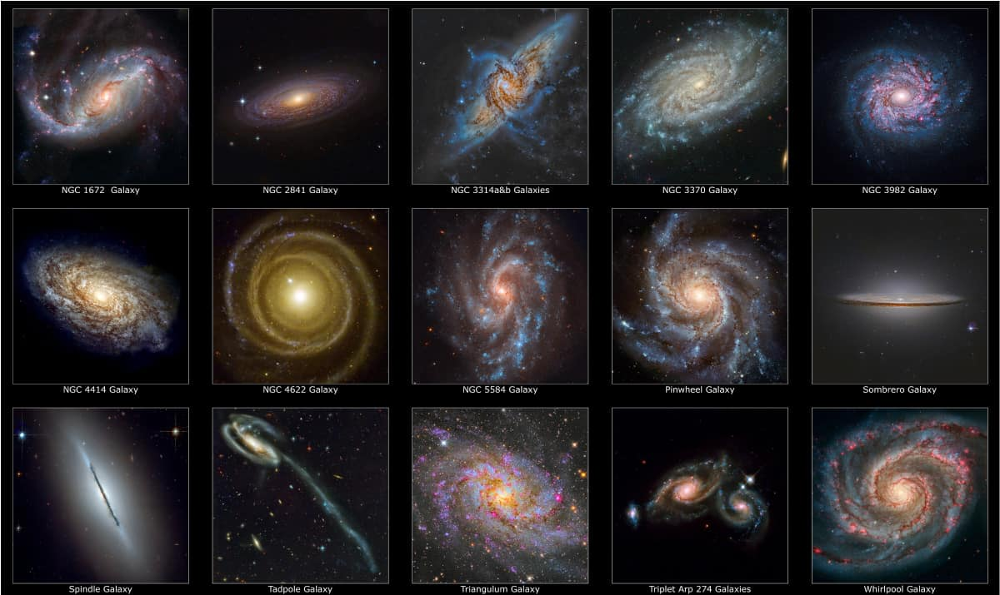 NGC 1672  Galaxy
NGC 2841 Galaxy
NGC 3314a&b Galaxies
NGC 3370 Galaxy
NGC 3982 Galaxy
NGC 4414 Galaxy
NGC 4622 Galaxy
NGC 5584 Galaxy
Pinwheel Galaxy
Sombrero Galaxy
Spindle Galaxy
Tadpole Galaxy
Triangulum Galaxy
Triplet Arp 274 Galaxies
Whirlpool Galaxy